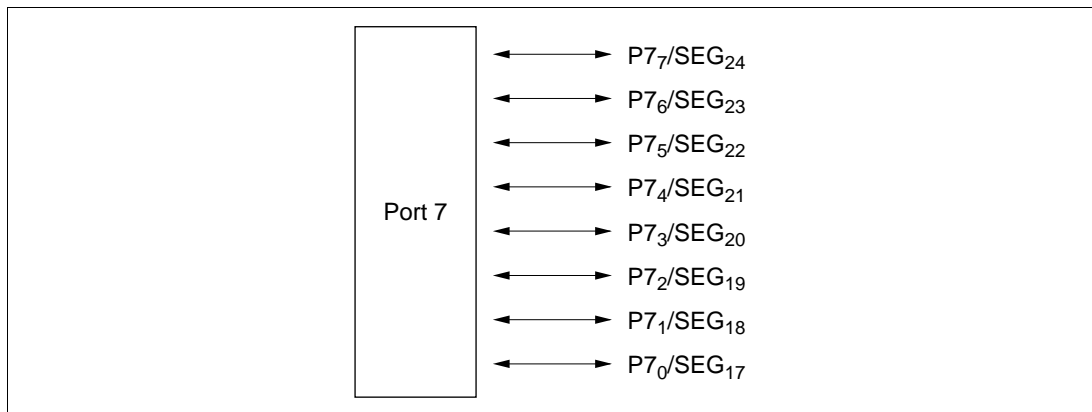 P7₇/SEG₂₄
P7₆/SEG₂₃
P7₅/SEG₂₂
P7₄/SEG₂₁
Port 7
P7₃/SEG₂₀
P7₂/SEG₁₉
P7₁/SEG₁₈
P7₀/SEG₁₇